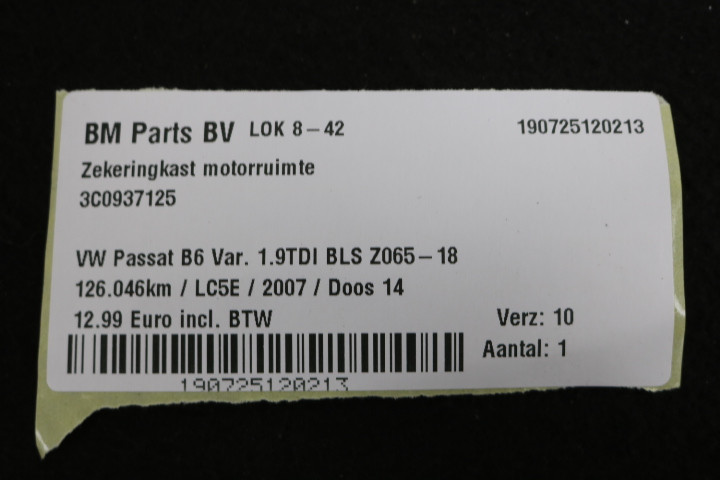 BM Parts BV LOK 8-42 190725120213
Zekeringkast motorruimte
3C0937125
VW Passat B6 Var. 1.9TDI BLS Z065-18
126.046km / LC5E / 2007 / Doos 14
12.99 Euro incl. BTW Verz: 10
Aantal: 1
190725120213